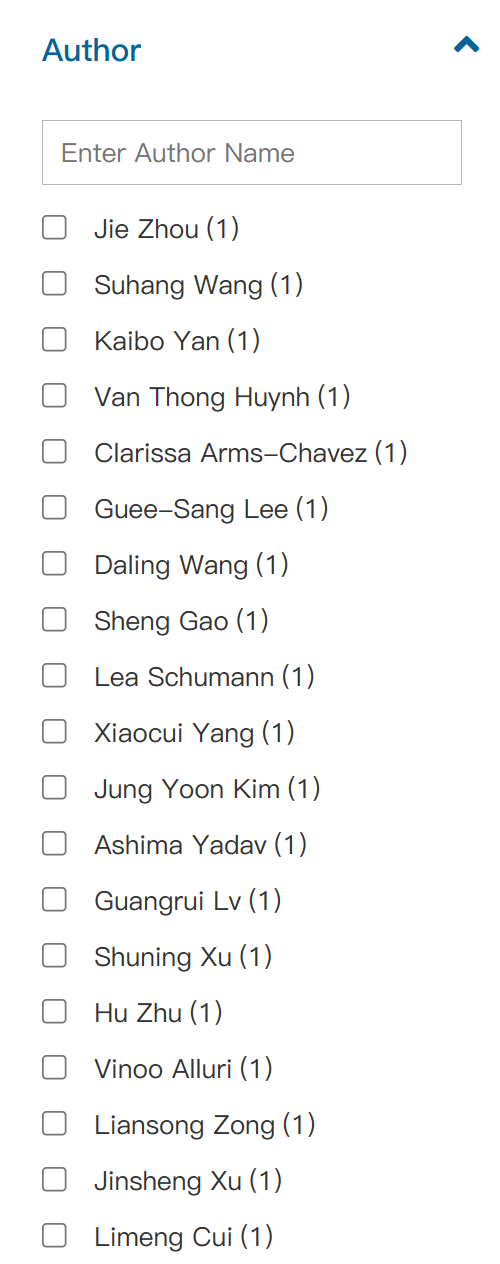 Author
Enter Author Name
Jie Zhou (1)
Suhang Wang (1)
Kaibo Yan (1)
Van Thong Huynh (1)
Clarissa Arms-Chavez (1)
Guee-Sang Lee (1)
Daling Wang (1)
Sheng Gao (1)
Lea Schumann (1)
Xiaocui Yang (1)
Jung Yoon Kim (1)
Ashima Yadav (1)
Guangrui Lv (1)
Shuning Xu (1)
Hu Zhu (1)
Vinoo Alluri (1)
Liansong Zong (1)
Jinsheng Xu (1)
Limeng Cui (1)